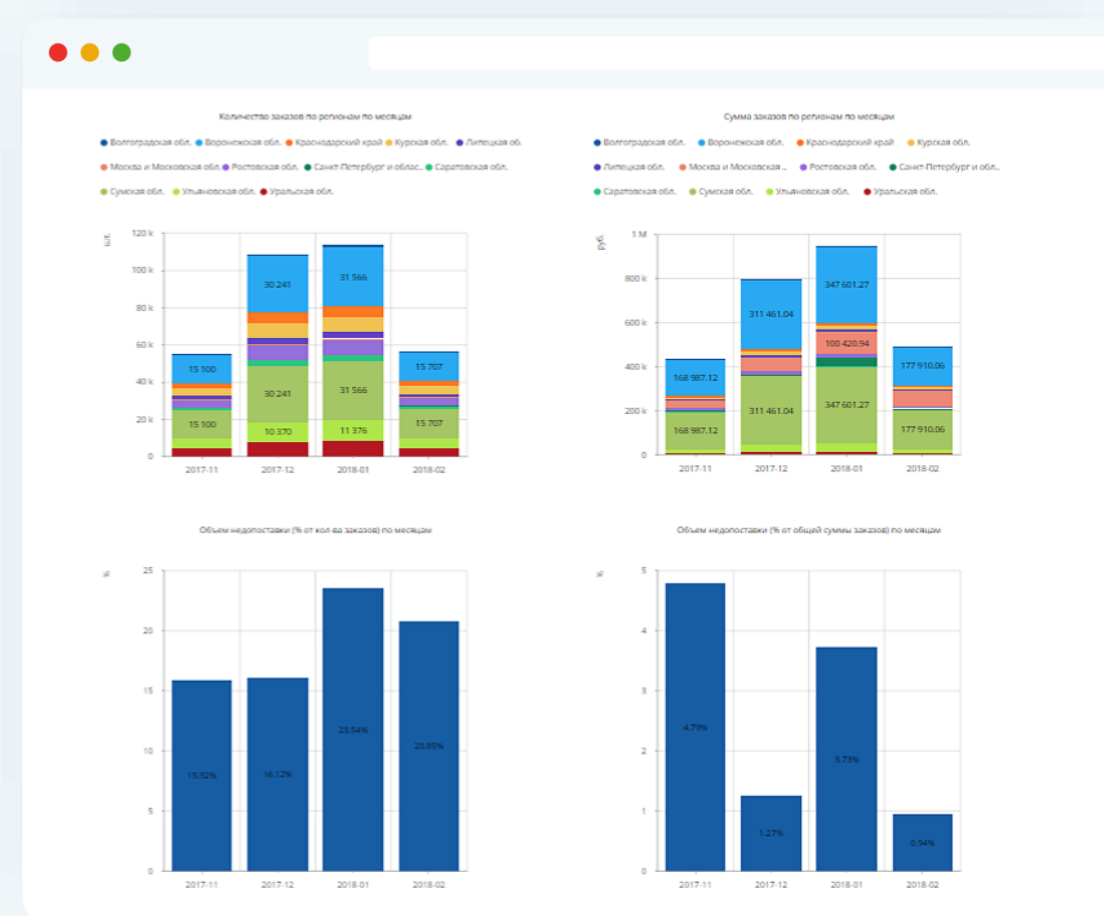 Количество заказов по регионам по месяцам
Волгоградская обл. Воронежская обл. Краснодарский край Курская обл. Липецкая об.
Москва и Московская обл. Ростовская обл. Санкт-Петербург и облас.. Саратовская обл.
Сумская обл. Ульяновская обл. Уральская обл.
шт.
120 k
100 k
80 k
60 k
40 k
20 k
0
31 566
30 241
15 100
15 707
31 566
30 241
15 100
15 707
10 370
11 376
2017-11 2017-12 2018-01 2018-02
Сумма заказов по регионам по месяцам
Волгоградская обл. Воронежская обл. Краснодарский край Курская обл.
Липецкая обл. Москва и Московская .. Ростовская обл. Санкт-Петербург и обл..
Саратовская обл. Сумская обл. Ульяновская обл. Уральская обл.
руб.
1 M
800 k
600 k
400 k
200 k
0
347 601.27
311 461.04
100 420.94
168 987.12
177 910.06
311 461.04
347 601.27
168 987.12
177 910.06
2017-11 2017-12 2018-01 2018-02
Объем недопоставки (% от кол-ва заказов) по месяцам
%
25
20
15
10
5
0
15.92%
16.12%
23.54%
20.85%
2017-11 2017-12 2018-01 2018-02
Объем недопоставки (% от общей суммы заказов) по месяцам
%
5
4
3
2
1
0
4.79%
1.27%
3.73%
0.94%
2017-11 2017-12 2018-01 2018-02